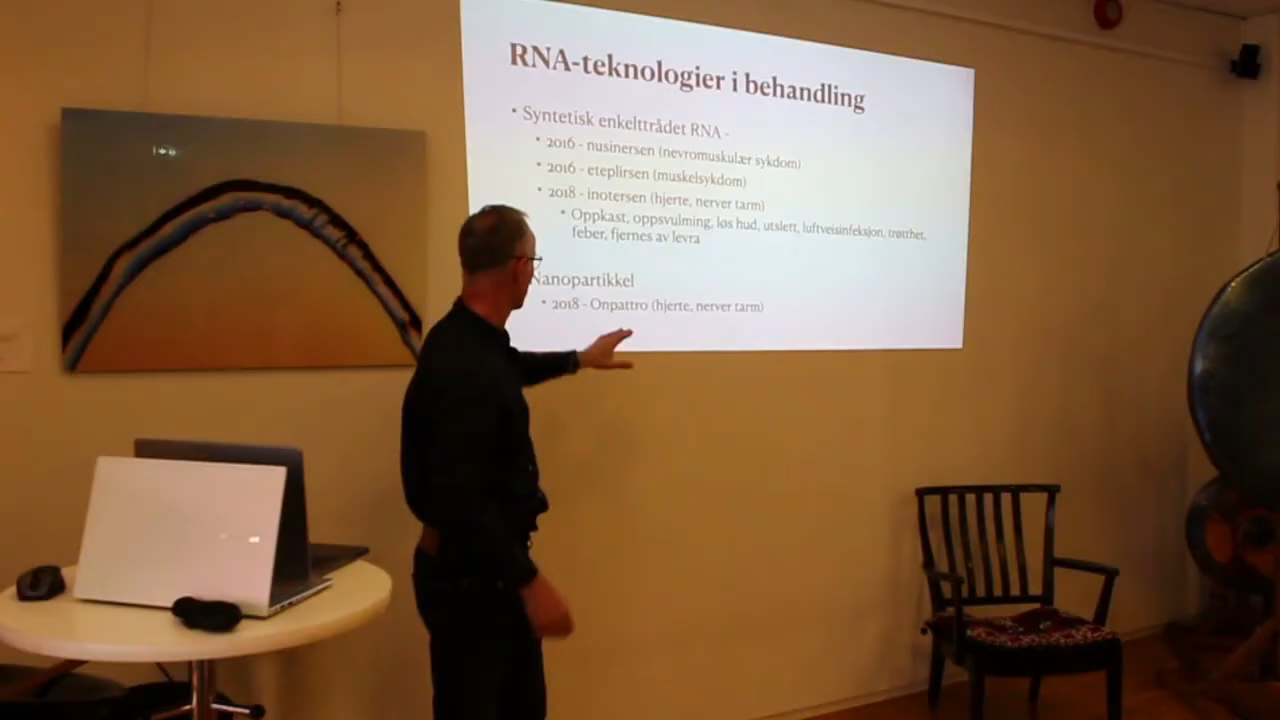 RNA-teknologier i behandling
• Syntetisk enkelttrådet RNA -
• 2016 - nusinersen (nevromuskulær sykdom)
• 2016 - eteplirsen (muskelsykdom)
• 2018 - inotersen (hjerte, nerver tarm)
• Oppkast, oppsvulming, løs hud, utslett, luftveisinfeksjon, trøtthet,
feber, fjernes av levra
Nanopartikkel
• 2018 - Onpattro (hjerte, nerver tarm)